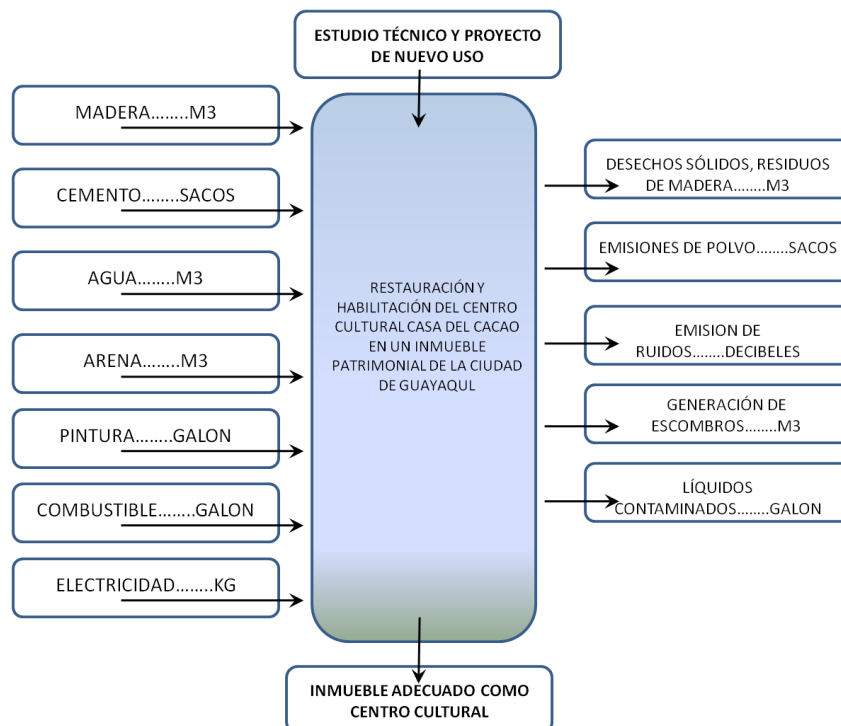 ESTUDIO TÉCNICO Y PROYECTO
DE NUEVO USO
MADERA........M3
CEMENTO........SACOS
AGUA........M3
ARENA........M3
PINTURA........GALON
COMBUSTIBLE........GALON
ELECTRICIDAD........KG
RESTAURACIÓN Y
HABILITACIÓN DEL CENTRO
CULTURAL CASA DEL CACAO
EN UN INMUEBLE
PATRIMONIAL DE LA CIUDAD
DE GUAYAQUL
DESECHOS SÓLIDOS, RESIDUOS
DE MADERA........M3
EMISIONES DE POLVO........SACOS
EMISION DE
RUIDOS........DECIBELES
GENERACIÓN DE
ESCOMBROS........M3
LÍQUIDOS
CONTAMINADOS........GALON
INMUEBLE ADECUADO COMO
CENTRO CULTURAL